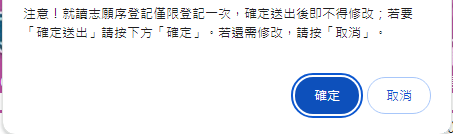 注意！就讀志願序登記僅限登記一次，確定送出後即不得修改；若要
「確定送出」請按下方「確定」。若還需修改，請按「取消」。
確定
取消